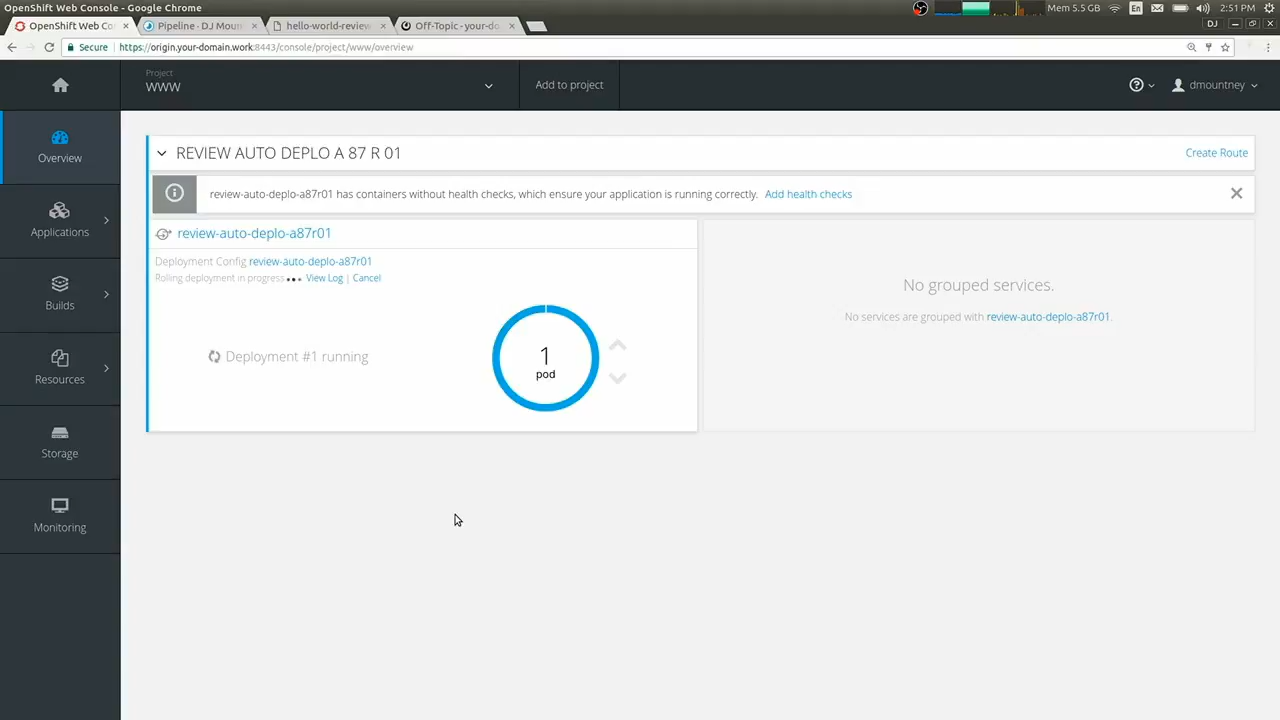 OpenShift Web Console - Google Chrome
Mem 5.5 GB En 2:51 PM
OpenShift Web Co
Pipeline · DJ Moun
hello-world-review
Off-Topic - your-do
DJ
Secure https://origin.your-domain.work:8443/console/project/www/overview
Project
WWW
Add to project
dmountney
Overview
Applications
Builds
Resources
Storage
Monitoring
REVIEW AUTO DEPLO A 87 R 01
Create Route
review-auto-deplo-a87r01 has containers without health checks, which ensure your application is running correctly. Add health checks
review-auto-deplo-a87r01
Deployment Config review-auto-deplo-a87r01
Rolling deployment in progress View Log | Cancel
Deployment #1 running
1
pod
No grouped services.
No services are grouped with review-auto-deplo-a87r01.